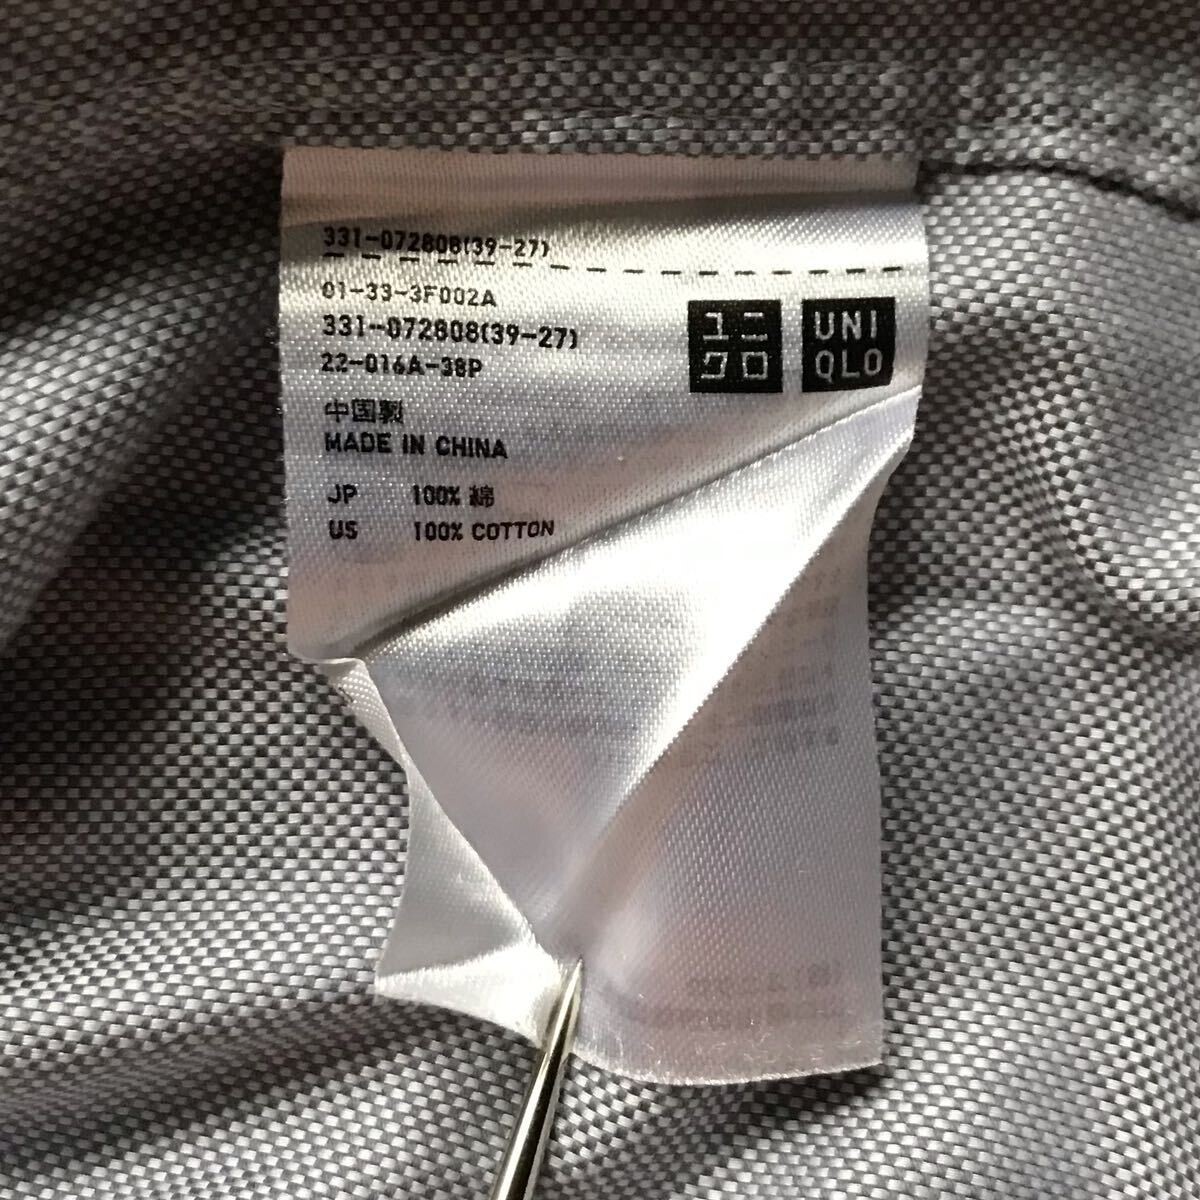 331-072808(39-27)
01-33-3F002A
331-072808(39-27)
22-016A-38P
中国製
MADE IN CHINA
JP 100% 綿
US 100% COTTON
ユニ
クロ
UNI
QLO